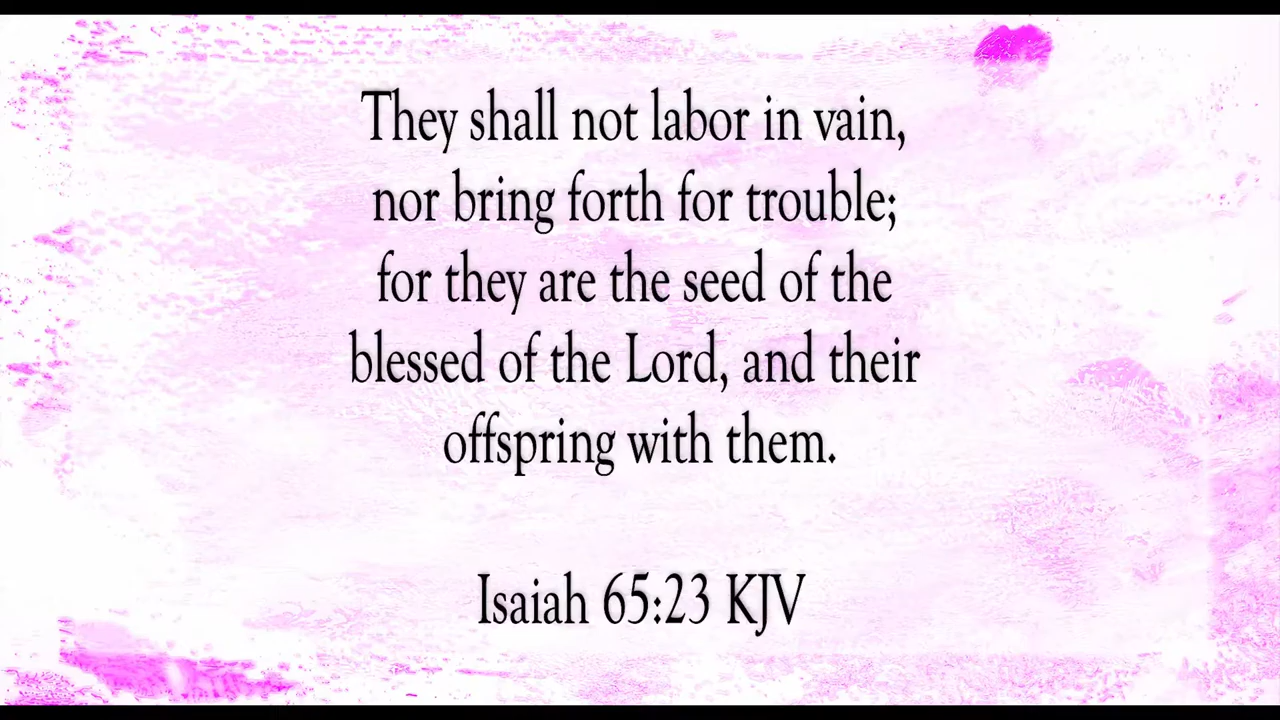 They shall not labor in vain,
nor bring forth for trouble;
for they are the seed of the
blessed of the Lord, and their
offspring with them.
Isaiah 65:23 KJV